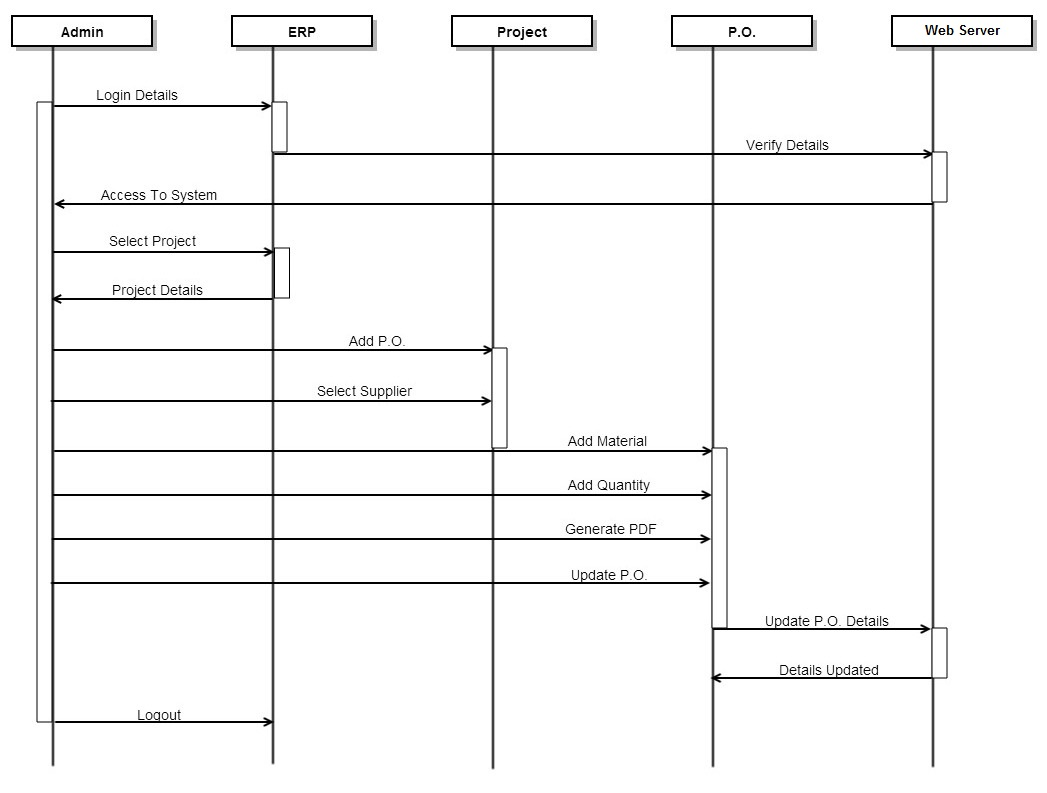 Admin
ERP
Project
P.O.
Web Server
Login Details
Verify Details
Access To System
Select Project
Project Details
Add P.O.
Select Supplier
Add Material
Add Quantity
Generate PDF
Update P.O.
Update P.O. Details
Details Updated
Logout